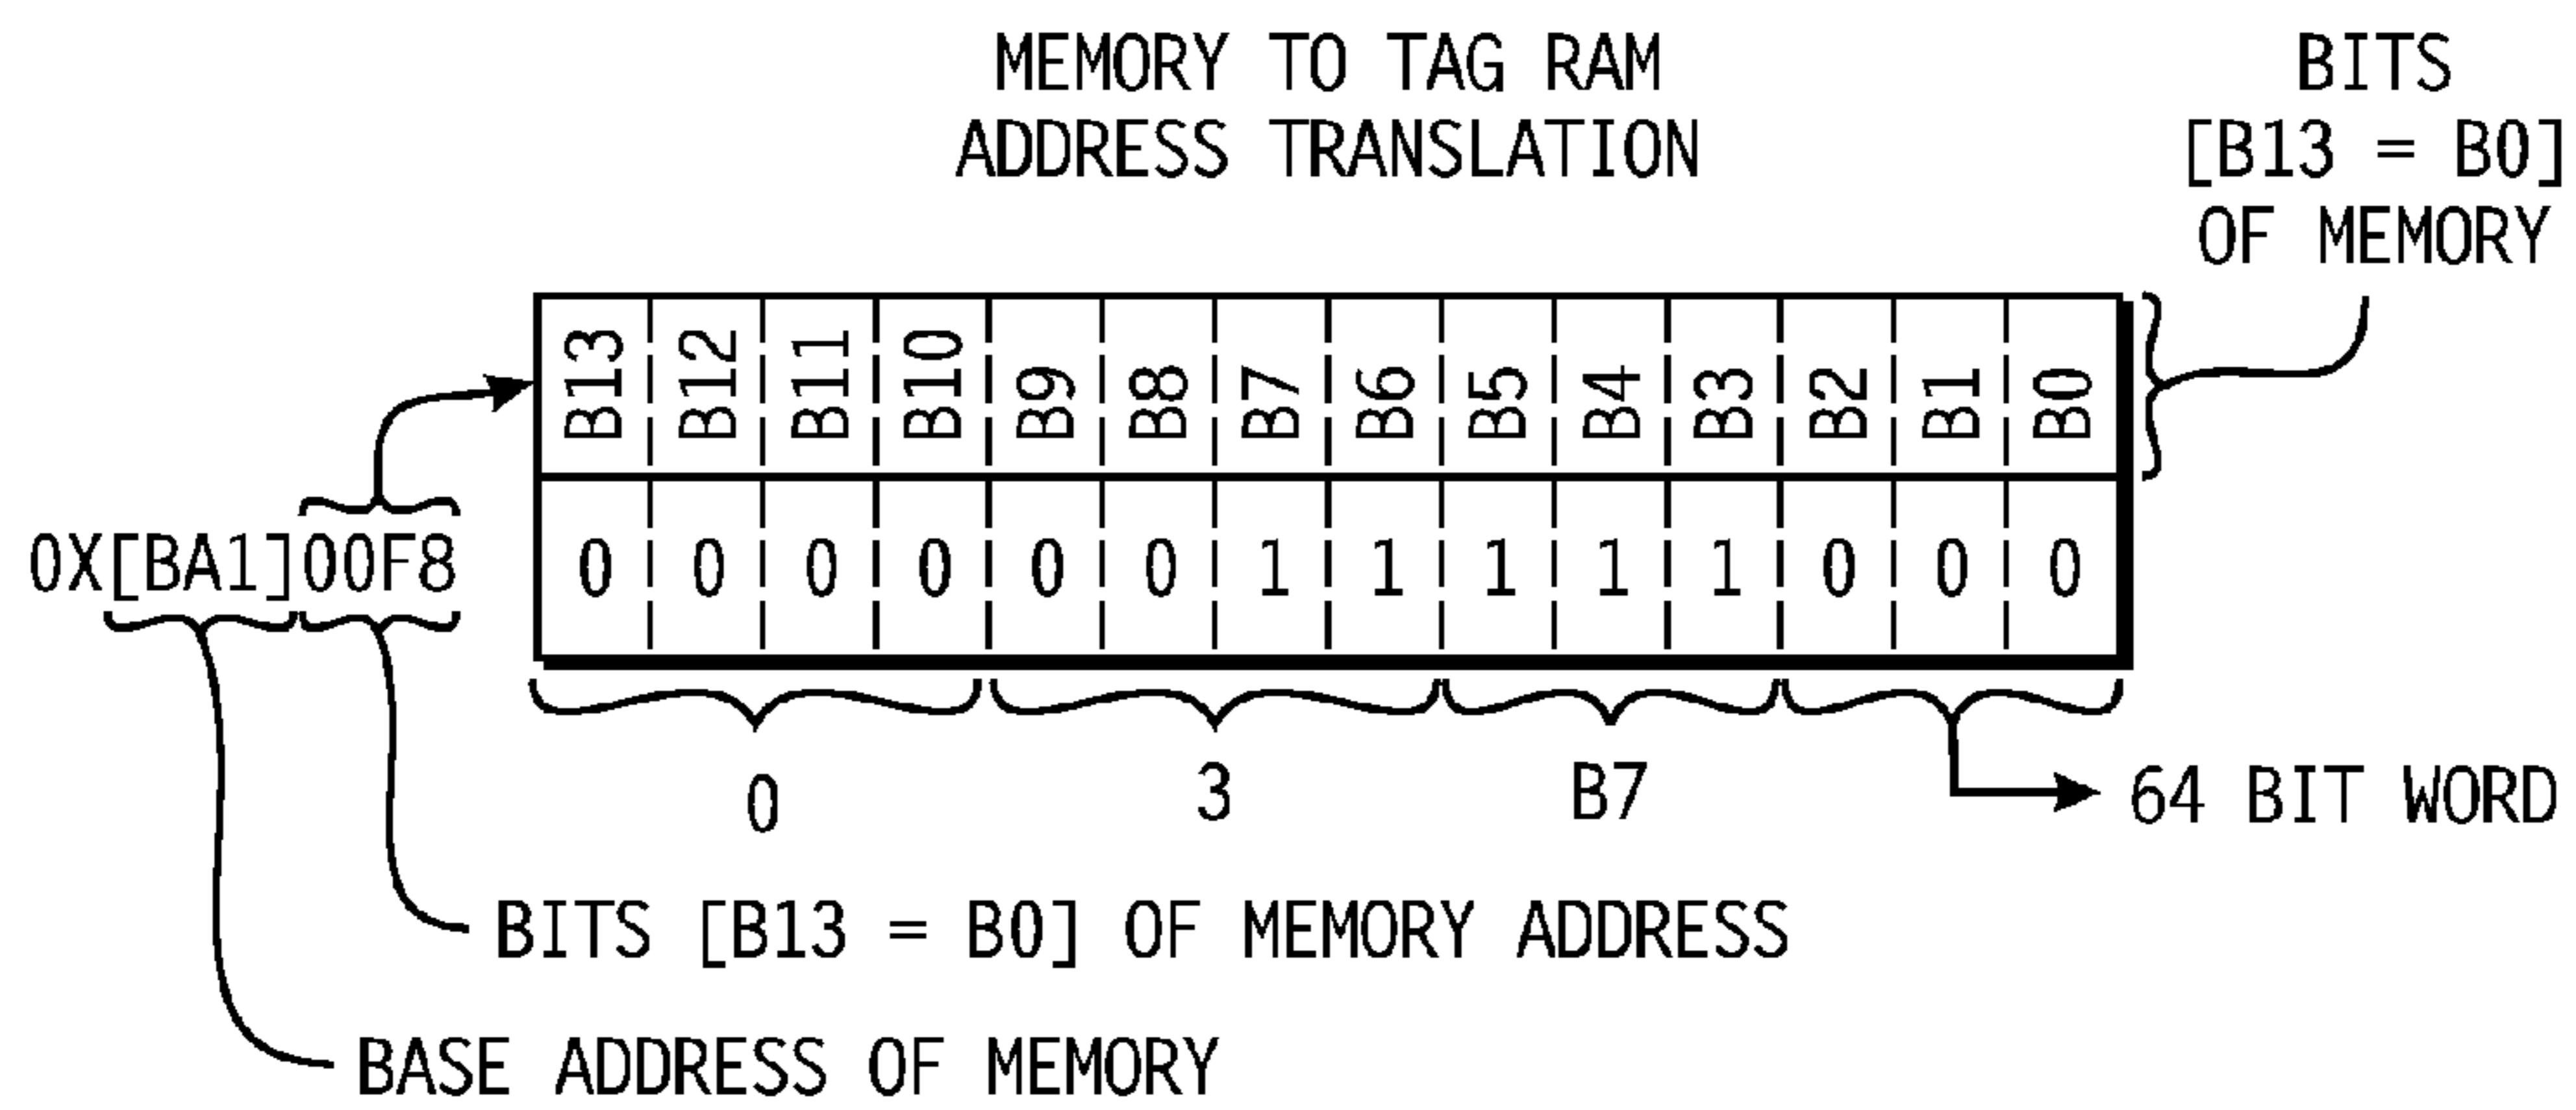 MEMORY TO TAG RAM
ADDRESS TRANSLATION
BITS
[B13 = B0]
OF MEMORY
B13 B12 B11 B10 B9 B8 B7 B6 B5 B4 B3 B2 B1 B0
0X[BA1]00F8
0 0 0 0 0 0 1 1 1 1 1 0 0 0
0 3 B7 64 BIT WORD
BITS [B13 = B0] OF MEMORY ADDRESS
BASE ADDRESS OF MEMORY